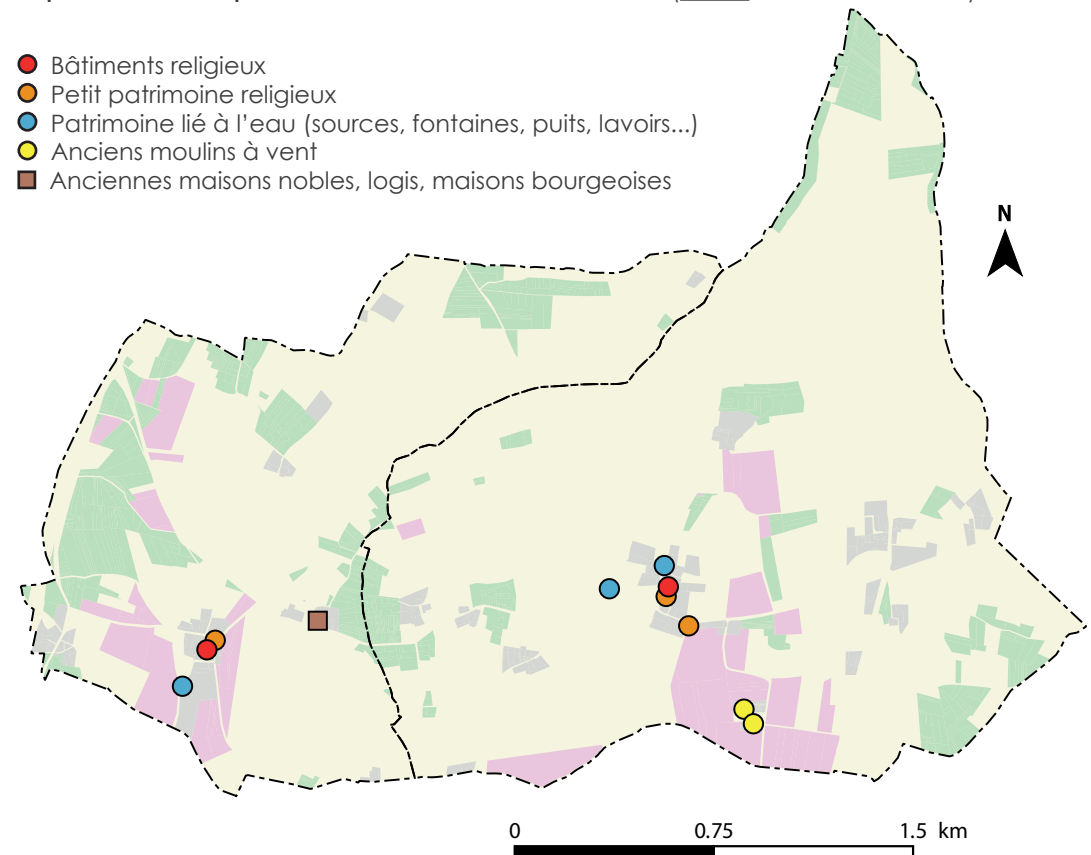 Bâtiments religieux
Petit patrimoine religieux
Patrimoine lié à l'eau (sources, fontaines, puits, lavoirs...)
Anciens moulins à vent
Anciennes maisons nobles, logis, maisons bourgeoises
N
0 0.75 1.5 km